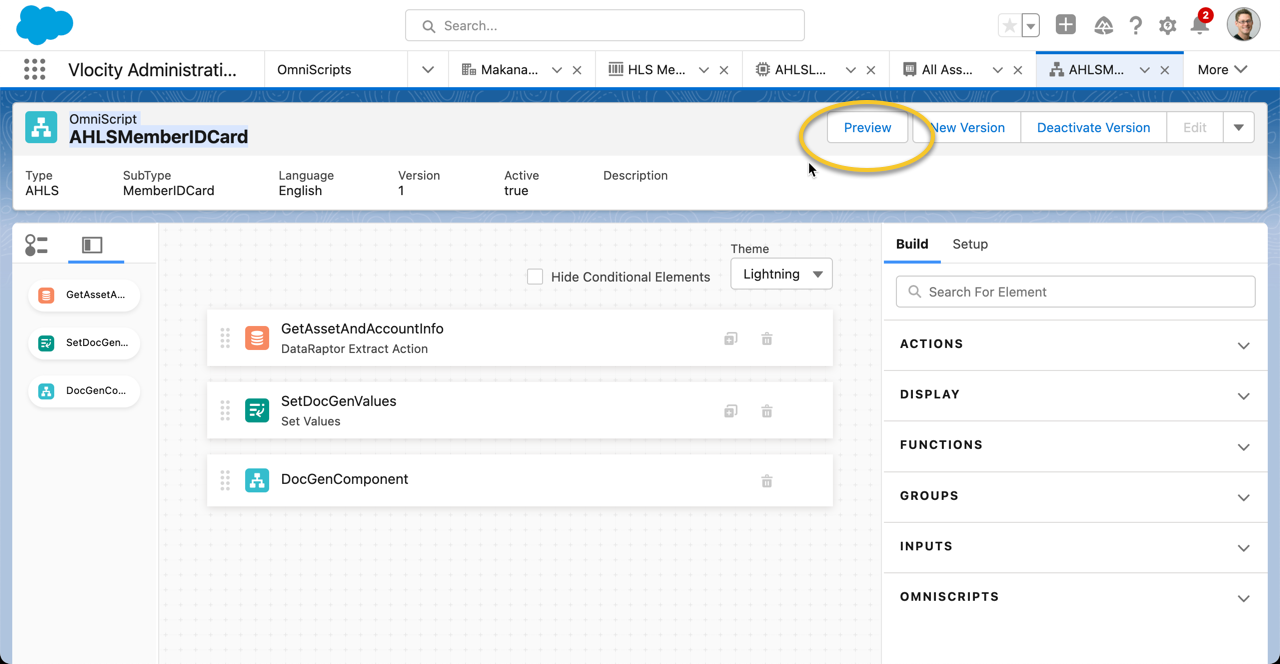 Search...
2
Vlocity Administrati...
OmniScripts
Makana...
HLS Me...
AHLSL...
All Ass...
AHLSM...
More
OmniScript
AHLSMemberIDCard
Preview
New Version
Deactivate Version
Edit
Type
SubType
Language
Version
Active
Description
AHLS
MemberIDCard
English
1
true
GetAssetA...
SetDocGen...
DocGenCo...
Theme
Hide Conditional Elements
Lightning
GetAssetAndAccountInfo
DataRaptor Extract Action
SetDocGenValues
Set Values
DocGenComponent
Build
Setup
Search For Element
ACTIONS
DISPLAY
FUNCTIONS
GROUPS
INPUTS
OMNISCRIPTS